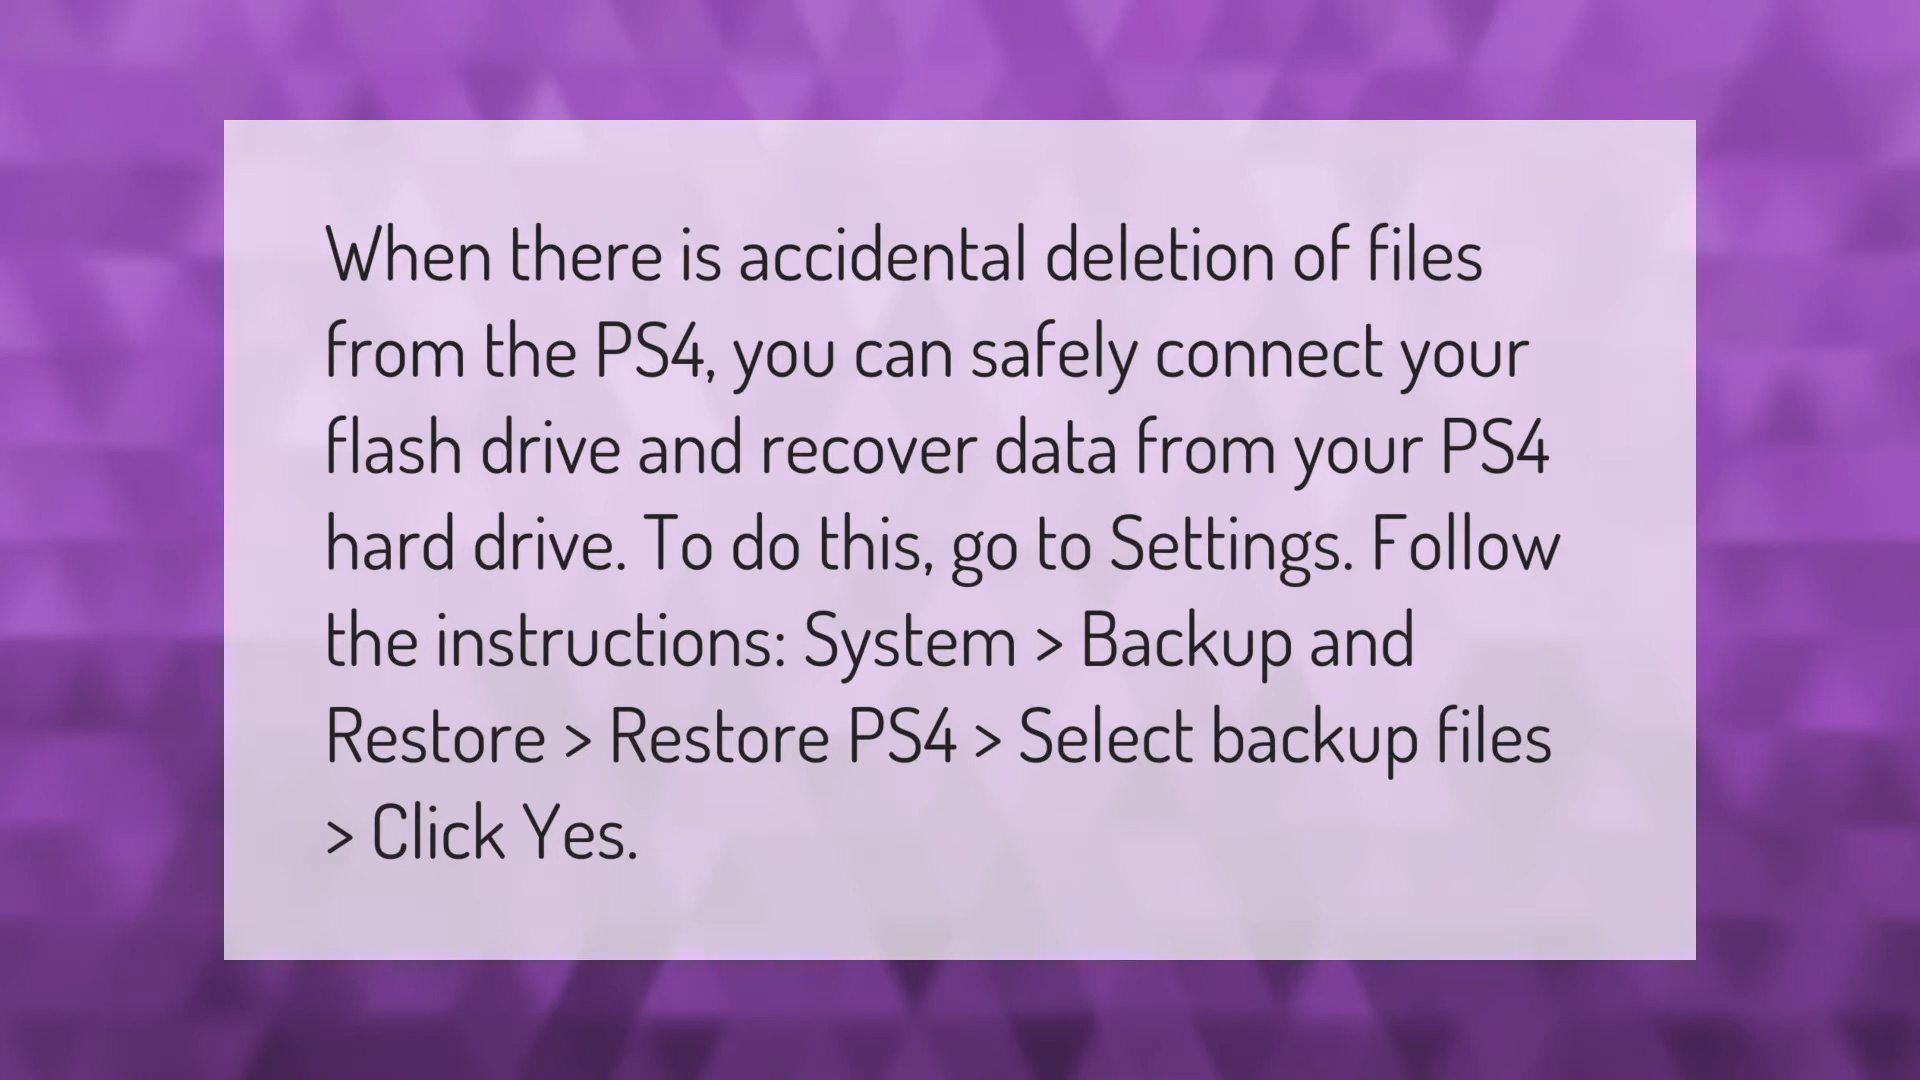 When there is accidental deletion of files
from the PS4, you can safely connect your
flash drive and recover data from your PS4
hard drive. To do this, go to Settings. Follow
the instructions: System > Backup and
Restore > Restore PS4 > Select backup files
> Click Yes.